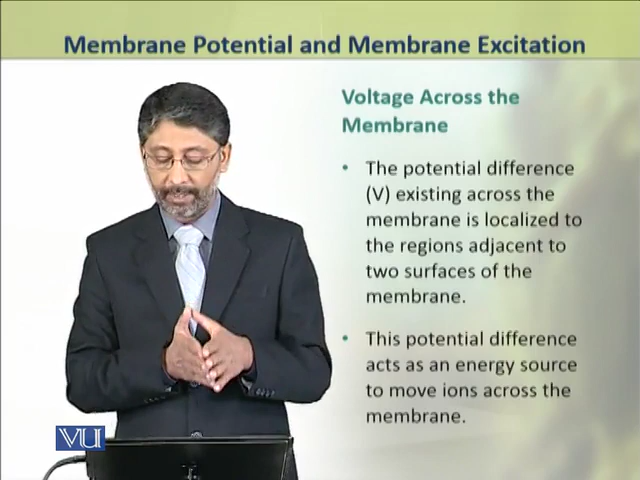 Membrane Potential and Membrane Excitation
Voltage Across the
Membrane
• The potential difference
(V) existing across the
membrane is localized to
the regions adjacent to
two surfaces of the
membrane.
• This potential difference
acts as an energy source
to move ions across the
membrane.
VU